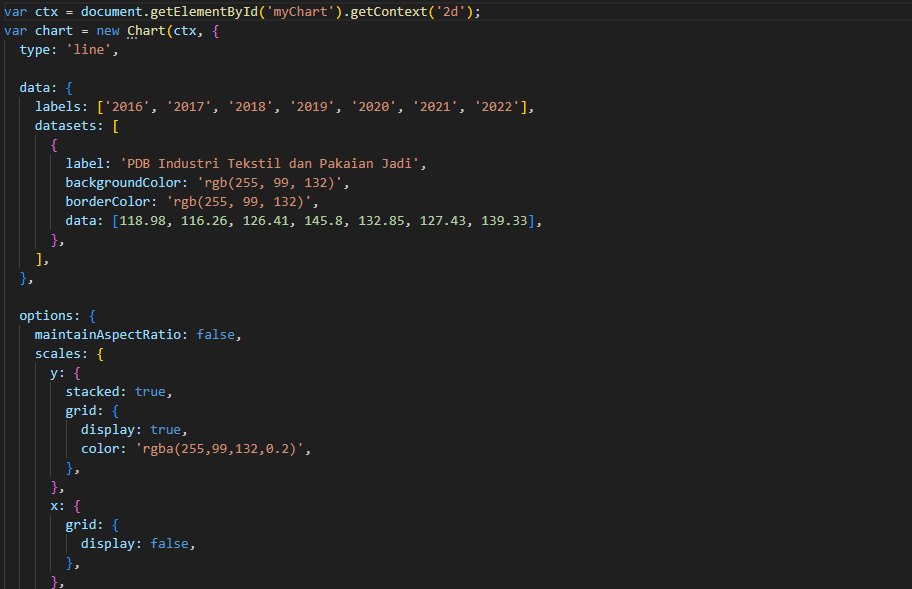 var ctx = document.getElementById('myChart').getContext('2d');
var chart = new Chart(ctx, {
  type: 'line',

  data: {
    labels: ['2016', '2017', '2018', '2019', '2020', '2021', '2022'],
    datasets: [
      {
        label: 'PDB Industri Tekstil dan Pakaian Jadi',
        backgroundColor: 'rgb(255, 99, 132)',
        borderColor: 'rgb(255, 99, 132)',
        data: [118.98, 116.26, 126.41, 145.8, 132.85, 127.43, 139.33],
      },
    ],
  },

  options: {
    maintainAspectRatio: false,
    scales: {
      y: {
        stacked: true,
        grid: {
          display: true,
          color: 'rgba(255,99,132,0.2)',
        },
      },
      x: {
        grid: {
          display: false,
        },
      },